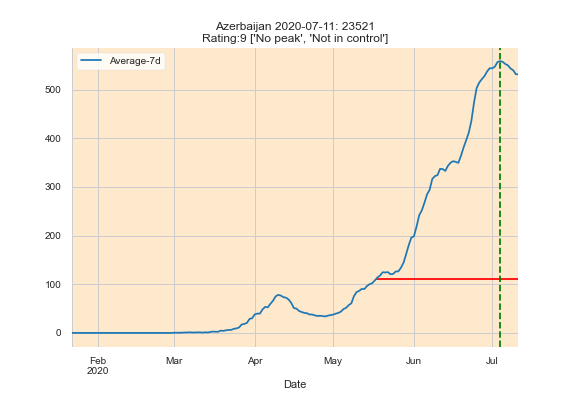 Azerbaijan 2020-07-11: 23521
Rating:9 ['No peak', 'Not in control']
Average-7d
500
400
300
200
100
0
Feb
2020
Mar
Apr
May
Jun
Jul
Date